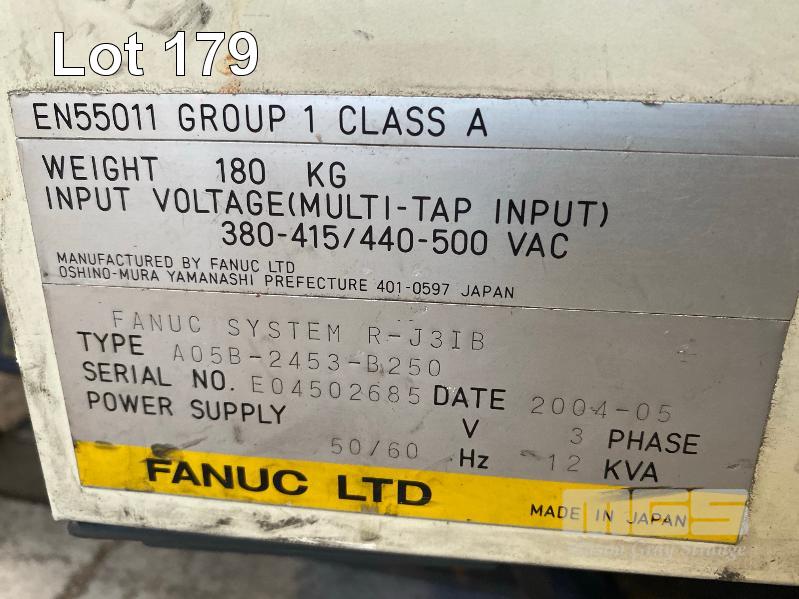 Lot 179
EN55011 GROUP 1 CLASS A
WEIGHT 180 KG
INPUT VOLTAGE(MULTI-TAP INPUT)
380-415/440-500 VAC
MANUFACTURED BY FANUC LTD
OSHINO-MURA YAMANASHI PREFECTURE 401-0597 JAPAN
FANUC SYSTEM R-J3IB
TYPE A05B-2453-B250
SERIAL NO. E04502685 DATE 2004-05
POWER SUPPLY V 3 PHASE
50/60 Hz 12 KVA
FANUC LTD
MADE IN JAPAN
MGS
Gray Strange